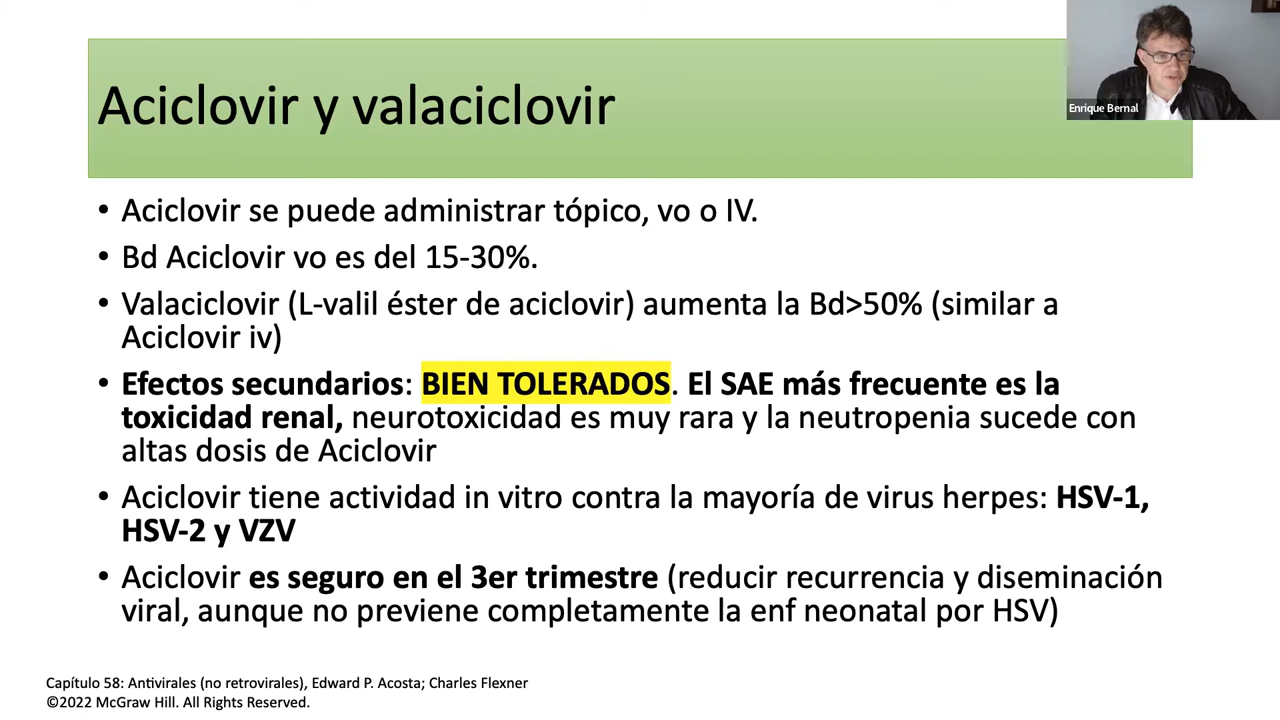 Enrique Bernal
Aciclovir y valaciclovir
• Aciclovir se puede administrar tópico, vo o IV.
• Bd Aciclovir vo es del 15-30%.
• Valaciclovir (L-valil éster de aciclovir) aumenta la Bd>50% (similar a
Aciclovir iv)
• Efectos secundarios: BIEN TOLERADOS. El SAE más frecuente es la
toxicidad renal, neurotoxicidad es muy rara y la neutropenia sucede con
altas dosis de Aciclovir
• Aciclovir tiene actividad in vitro contra la mayoría de virus herpes: HSV-1,
HSV-2 y VZV
• Aciclovir es seguro en el 3er trimestre (reducir recurrencia y diseminación
viral, aunque no previene completamente la enf neonatal por HSV)
Capítulo 58: Antivirales (no retrovirales), Edward P. Acosta; Charles Flexner
©2022 McGraw Hill. All Rights Reserved.